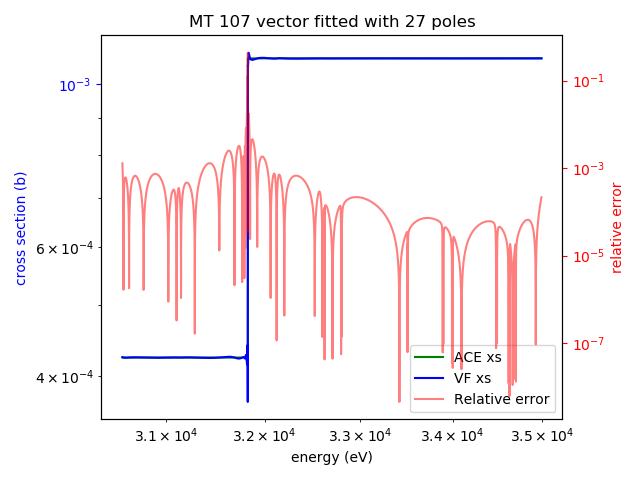 MT 107 vector fitted with 27 poles
10⁻³
6 × 10⁻⁴
4 × 10⁻⁴
cross section (b)
10⁻¹
10⁻³
10⁻⁵
10⁻⁷
relative error
ACE xs
VF xs
Relative error
3.1 × 10⁴ 3.2 × 10⁴ 3.3 × 10⁴ 3.4 × 10⁴ 3.5 × 10⁴
energy (eV)